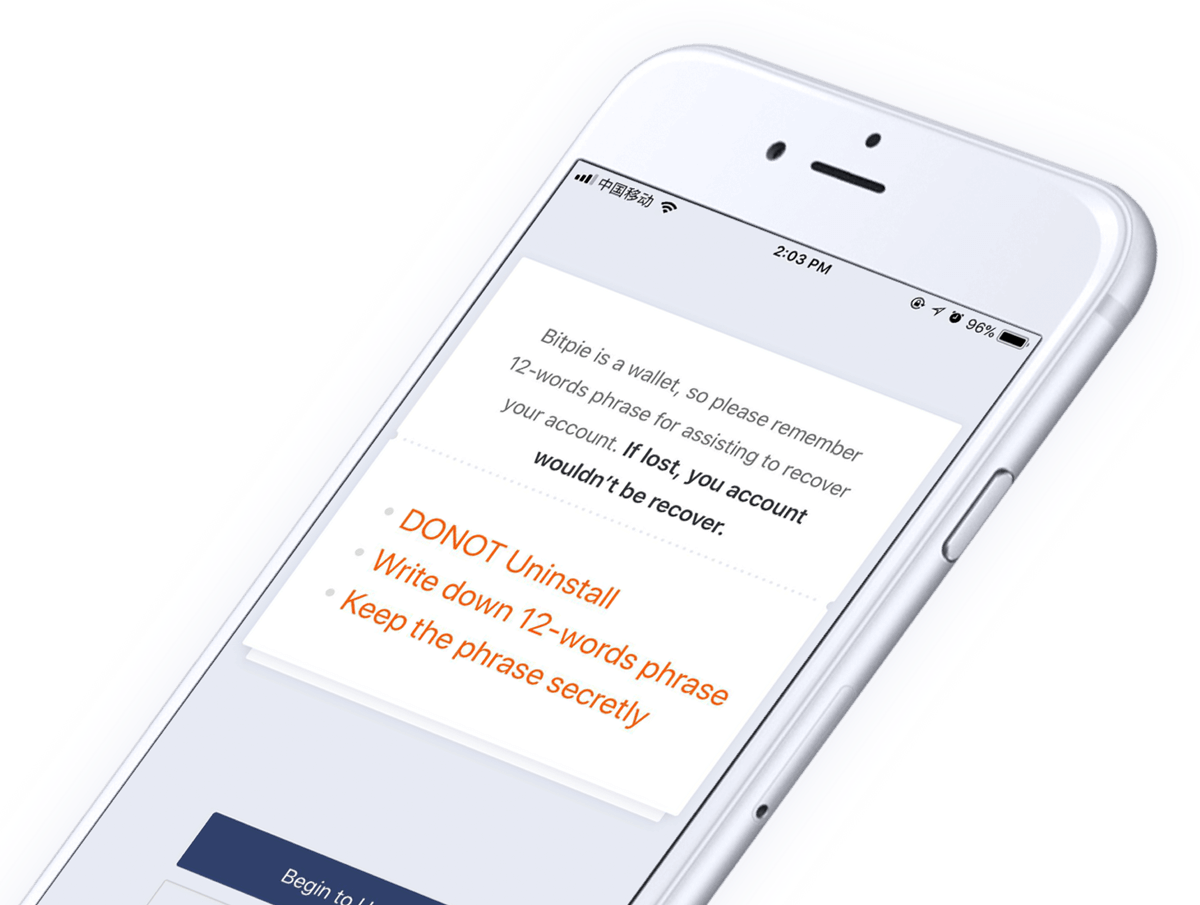 中国移动
2:03 PM
96%
Bitpie is a wallet, so please remember
12-words phrase for assisting to recover
your account. If lost, you account
wouldn't be recover.
DONOT Uninstall
Write down 12-words phrase
Keep the phrase secretly
Begin to